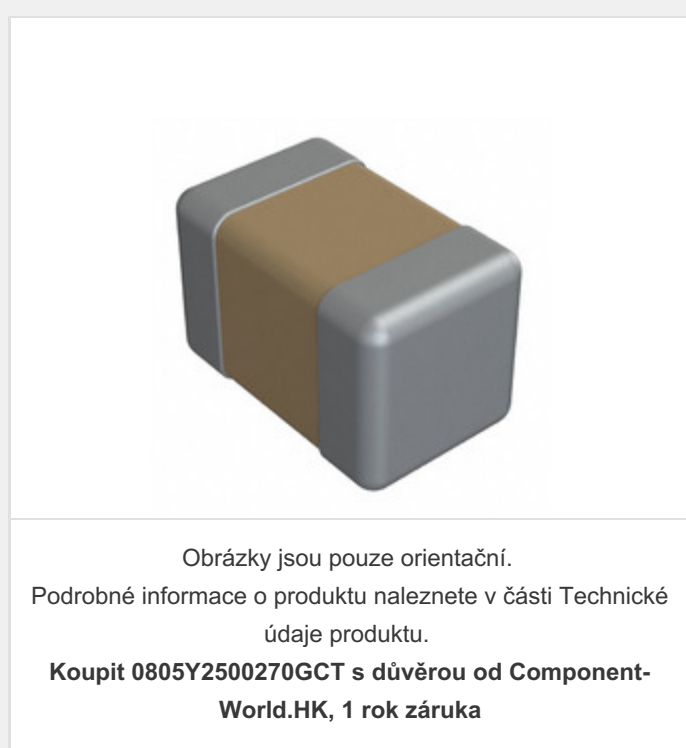 Obrázky jsou pouze orientační.
Podrobné informace o produktu naleznete v části Technické
údaje produktu.
Koupit 0805Y2500270GCT s důvěrou od Component-
World.HK, 1 rok záruka